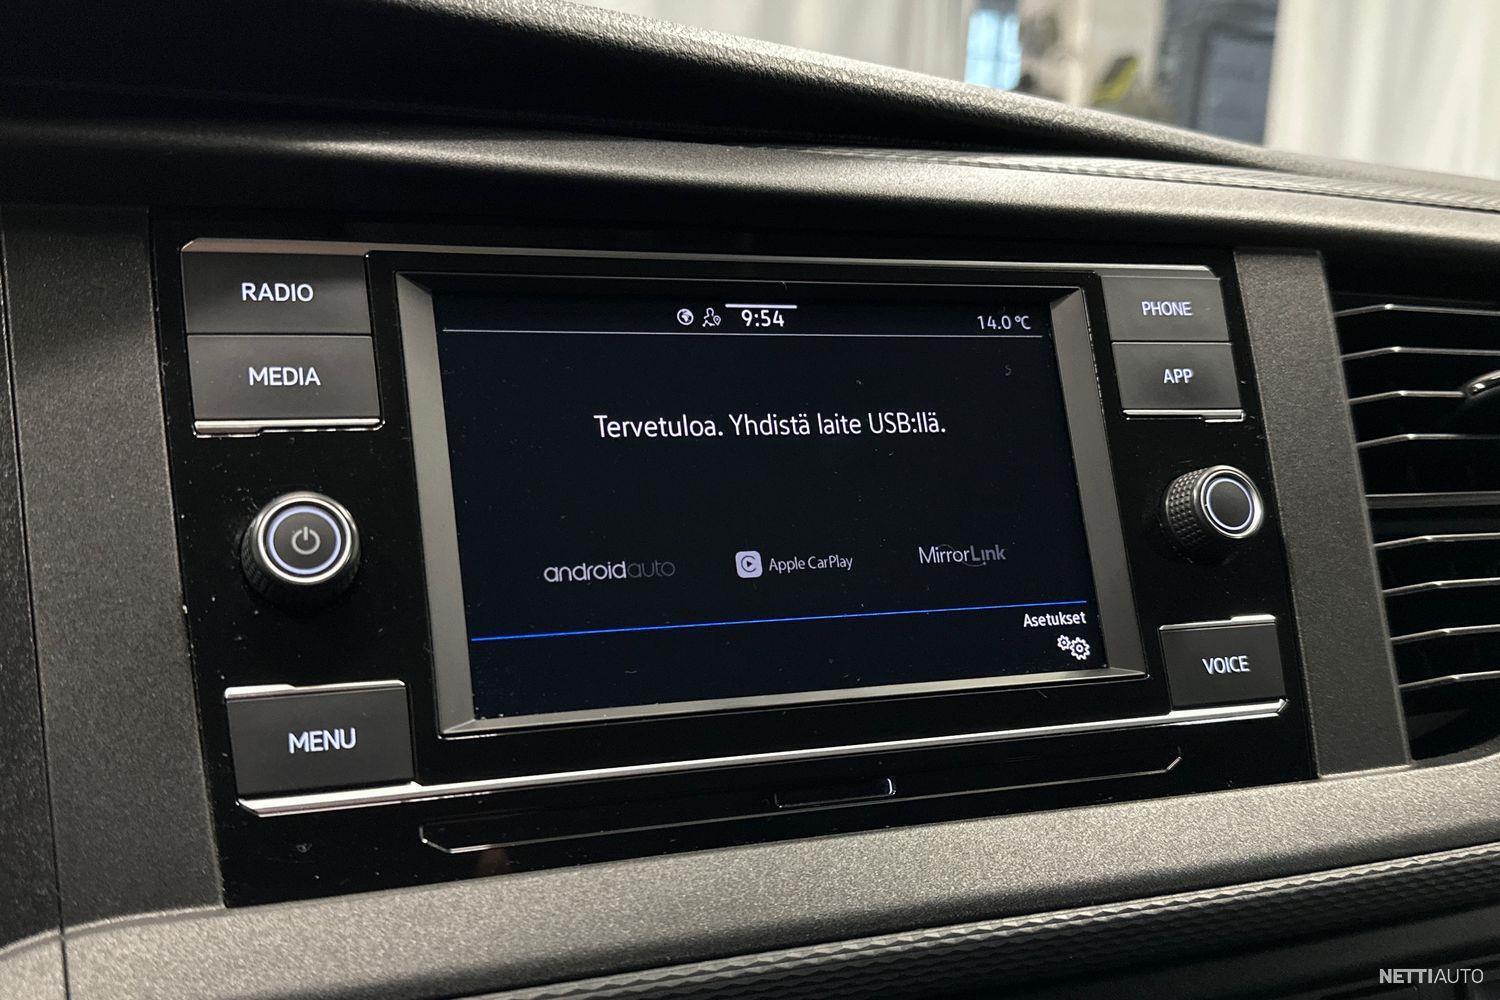 RADIO
MEDIA
MENU
9:54
14.0 °C
Tervetuloa. Yhdistä laite USB:llä.
androidauto
Apple CarPlay
MirrorLink
Asetukset
PHONE
APP
VOICE
NETTIAUTO